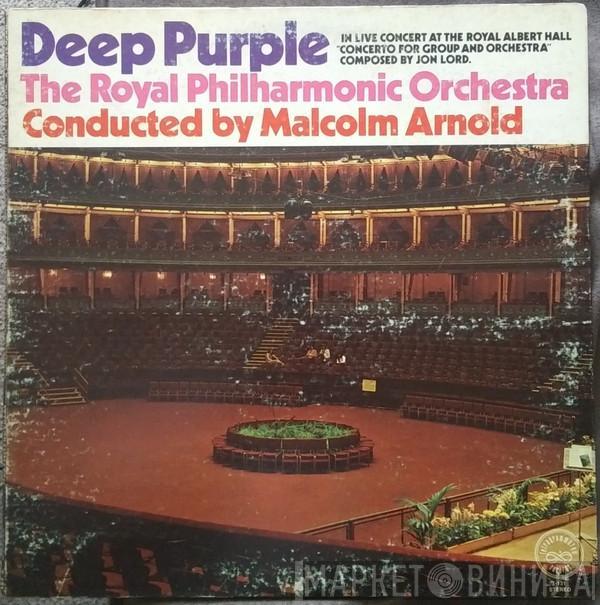 Deep Purple
IN LIVE CONCERT AT THE ROYAL ALBERT HALL
"CONCERTO FOR GROUP AND ORCHESTRA"
COMPOSED BY JON LORD.
The Royal Philharmonic Orchestra
Conducted by Malcolm Arnold
STEREO
МАРКЕТ ВИНИЛА